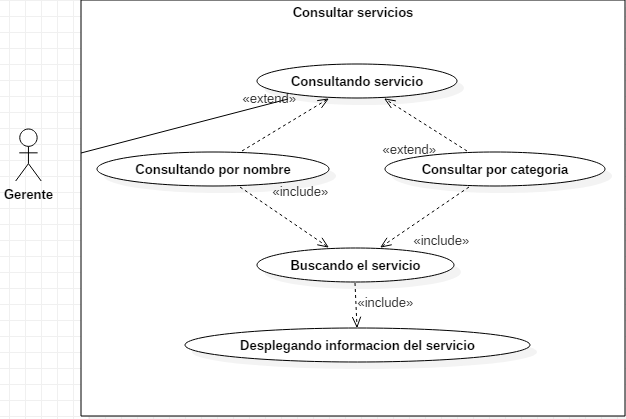 Consultar servicios
Consultando servicio
«extend»
Gerente
«extend»
Consultando por nombre
Consultar por categoria
«include»
«include»
Buscando el servicio
«include»
Desplegando informacion del servicio